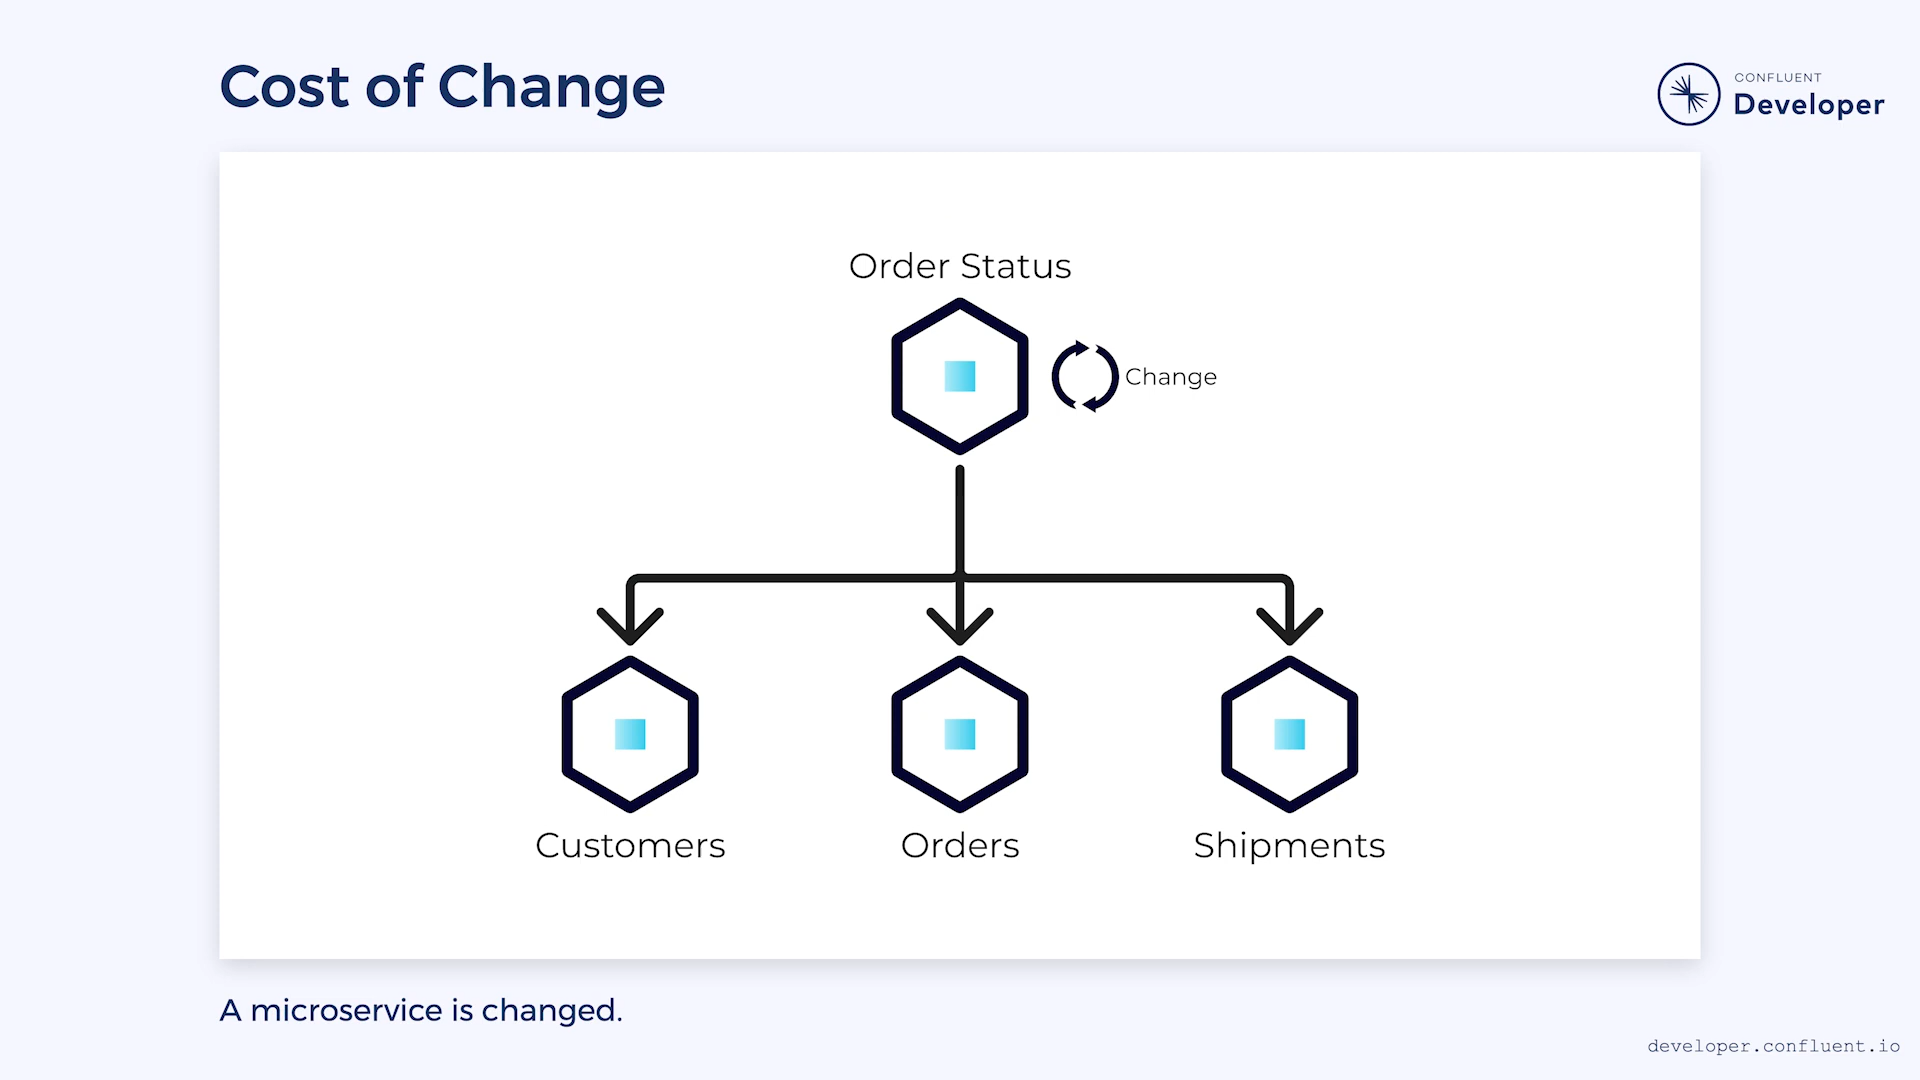 Cost of Change
CONFLUENT
Developer
Order Status
Change
Customers
Orders
Shipments
A microservice is changed.
developer.confluent.io